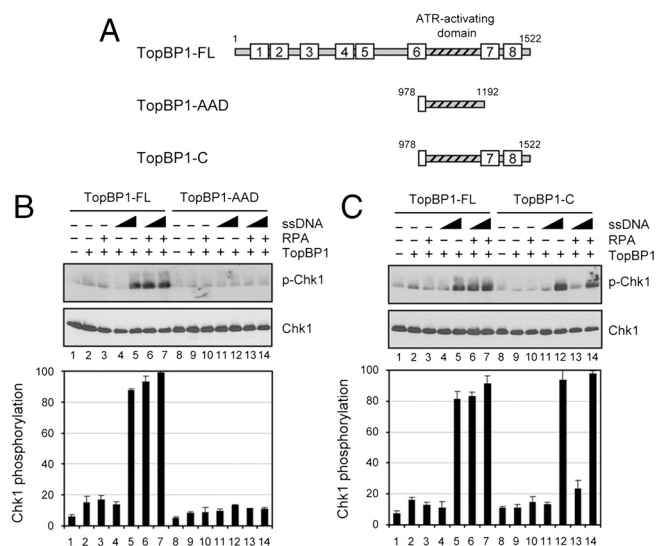 A
ATR-activating
domain
1
1522
TopBP1-FL
1 2 3 4 5 6 7 8
978
1192
TopBP1-AAD
978
1522
TopBP1-C
7 8
B
TopBP1-FL TopBP1-AAD
ssDNA
– – – – – –
RPA
– – + – – + + – – + – – + +
TopBP1
– + + + + + + – + + + + + +
p-Chk1
Chk1
1 2 3 4 5 6 7 8 9 10 11 12 13 14
Chk1 phosphorylation
100
80
60
40
20
0
1 2 3 4 5 6 7 8 9 10 11 12 13 14
C
TopBP1-FL TopBP1-C
ssDNA
– – – – – –
RPA
– – + – – + + – – + – – + +
TopBP1
– + + + + + + – + + + + + +
p-Chk1
Chk1
1 2 3 4 5 6 7 8 9 10 11 12 13 14
Chk1 phosphorylation
100
80
60
40
20
0
1 2 3 4 5 6 7 8 9 10 11 12 13 14